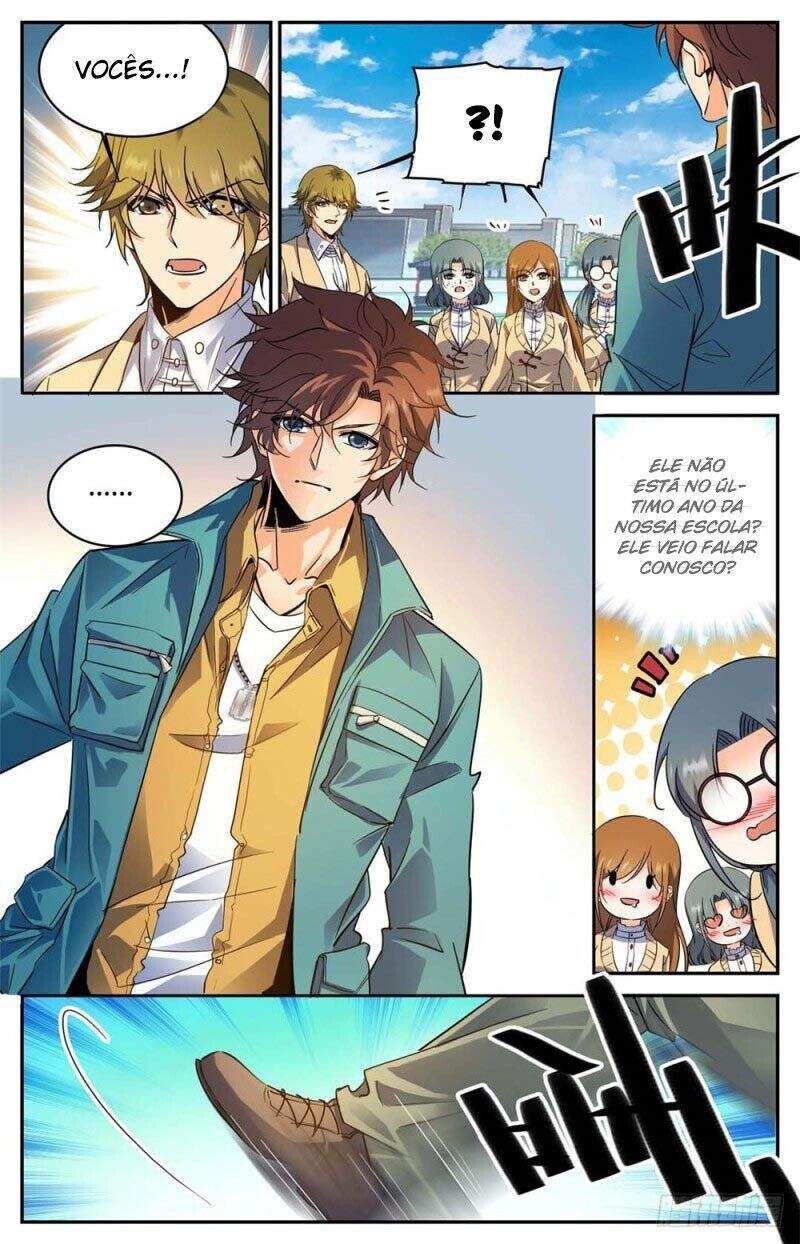 VOCÊS...!
?!
......
ELE NÃO
ESTÁ NO ÚL-
TIMO ANO DA
NOSSA ESCOLA?
ELE VEIO FALAR
CONOSCO?